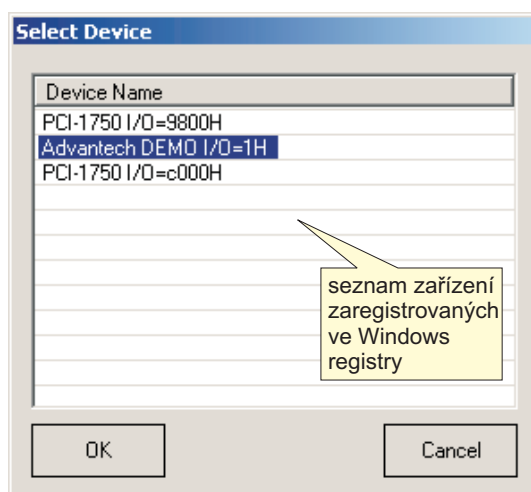 Select Device
Device Name
PCI-1750 I/O=9800H
Advantech DEMO I/O=1H
PCI-1750 I/O=c000H
seznam zařízení
zaregistrovaných
ve Windows
registry
OK
Cancel